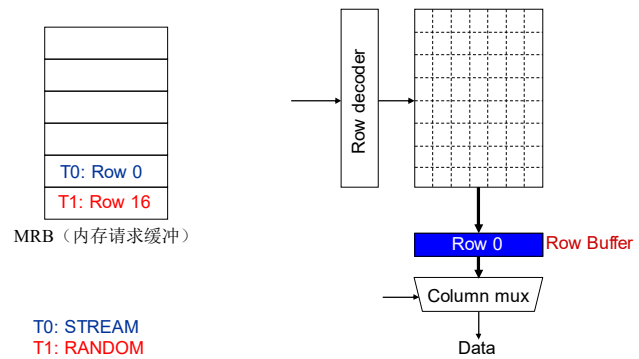 T0: Row 0
T1: Row 16
MRB（内存请求缓冲）
T0: STREAM
T1: RANDOM
Row decoder
Row 0
Row Buffer
Column mux
Data